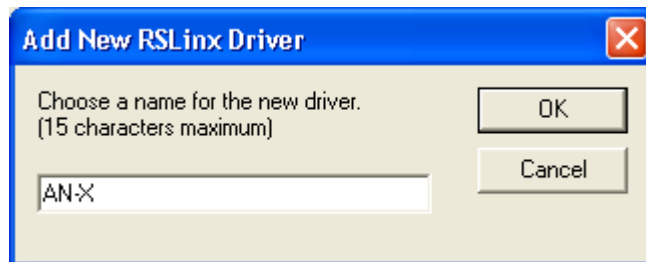 Add New RSLinx Driver
Choose a name for the new driver.
(15 characters maximum)
OK
AN-X
Cancel